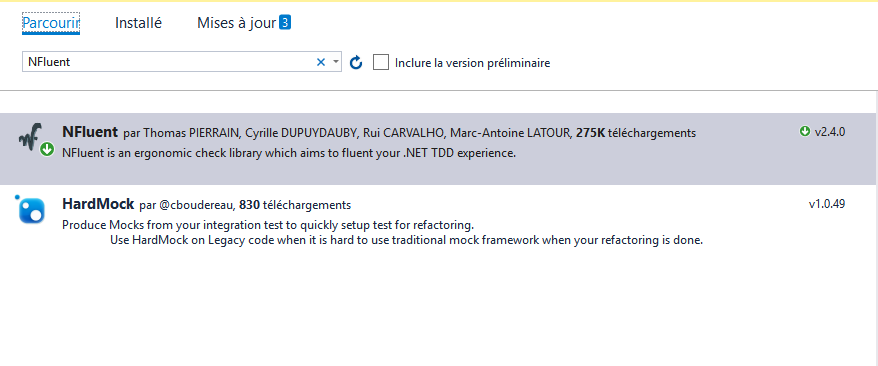 Parcourir Installé Mises à jour 3
NFluent Inclure la version préliminaire
NFluent par Thomas PIERRAIN, Cyrille DUPUYDAUBY, Rui CARVALHO, Marc-Antoine LATOUR, 275K téléchargements v2.4.0
NFluent is an ergonomic check library which aims to fluent your .NET TDD experience.
HardMock par @cboudereau, 830 téléchargements v1.0.49
Produce Mocks from your integration test to quickly setup test for refactoring.
Use HardMock on Legacy code when it is hard to use traditional mock framework when your refactoring is done.